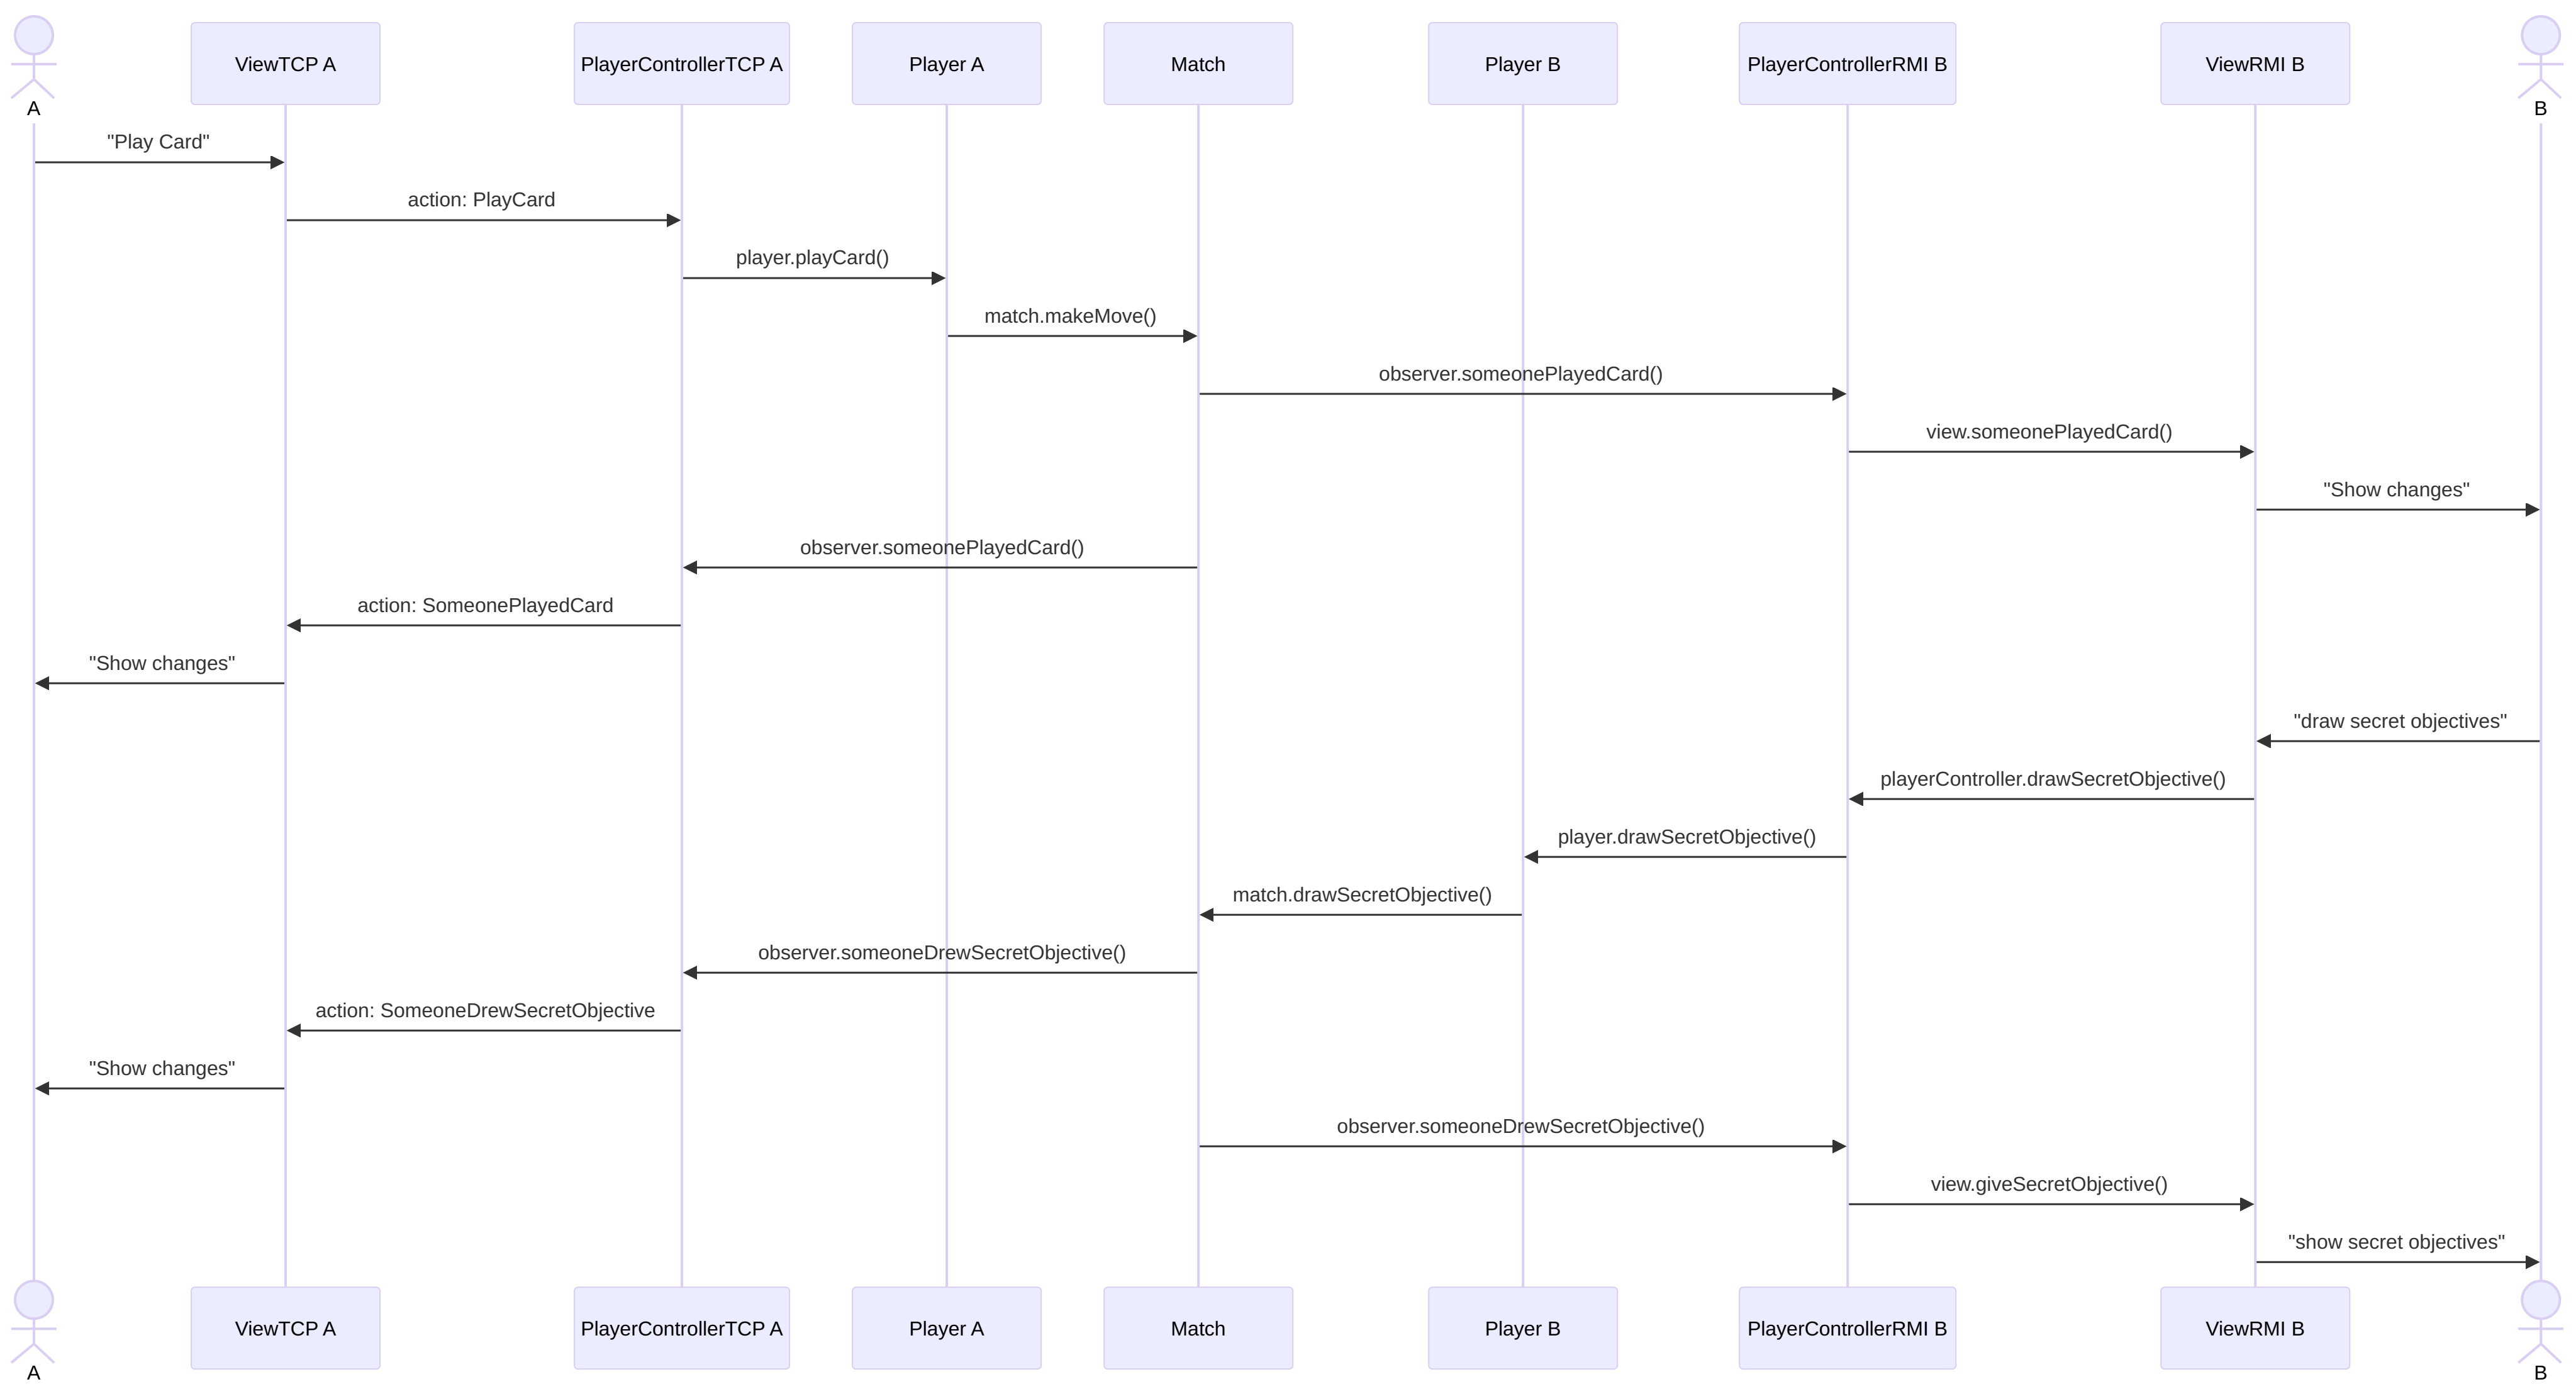 ViewTCP A
PlayerControllerTCP A
Player A
Match
Player B
PlayerControllerRMI B
ViewRMI B
A
B
"Play Card"
action: PlayCard
player.playCard()
match.makeMove()
observer.someonePlayedCard()
view.someonePlayedCard()
"Show changes"
observer.someonePlayedCard()
action: SomeonePlayedCard
"Show changes"
"draw secret objectives"
playerController.drawSecretObjective()
player.drawSecretObjective()
match.drawSecretObjective()
observer.someoneDrewSecretObjective()
action: SomeoneDrewSecretObjective
"Show changes"
observer.someoneDrewSecretObjective()
view.giveSecretObjective()
"show secret objectives"
ViewTCP A
PlayerControllerTCP A
Player A
Match
Player B
PlayerControllerRMI B
ViewRMI B
A
B